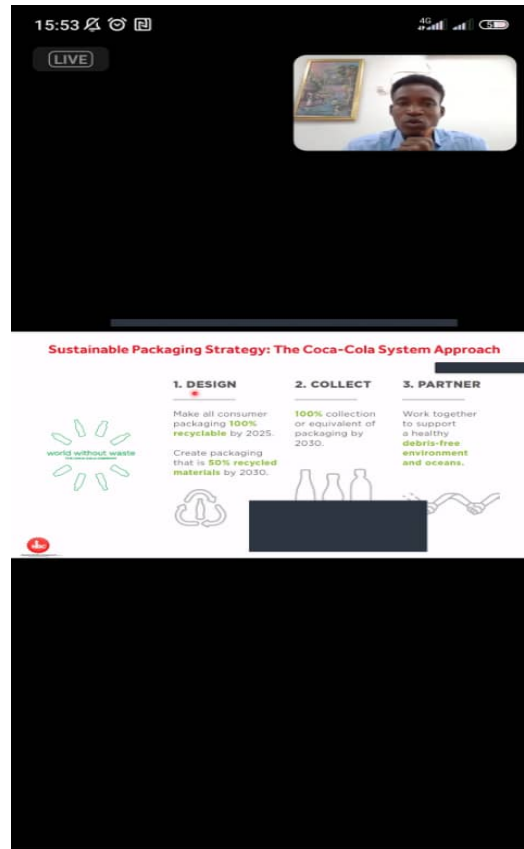 15:53
4G
LIVE
Sustainable Packaging Strategy: The Coca-Cola System Approach
1. DESIGN
Make all consumer
packaging 100%
recyclable by 2025.
Create packaging
that is 50% recycled
materials by 2030.
2. COLLECT
100% collection
or equivalent of
packaging by
2030.
3. PARTNER
Work together
to support
a healthy
debris-free
environment
and oceans.
world without waste